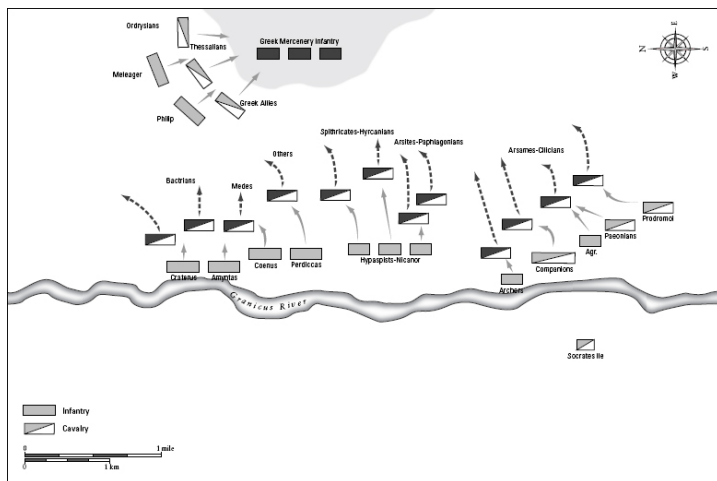 Ordrysians
Thessalians
Greek Mercenery Infantry
Meleager
Philip
Greek Allies
N
E
S
W
Spithricates-Hyrcanians
Arsites-Paphlagonians
Arsames-Cilicians
Others
Bactrians
Medes
Prodromoi
Paeonians
Agr.
Coenus
Perdiccas
Hypaspists-Nicanor
Craterus
Amyntas
Companions
Archers
Granicus River
Socrates Ile
Infantry
Cavalry
0
1 mile
0
1 km